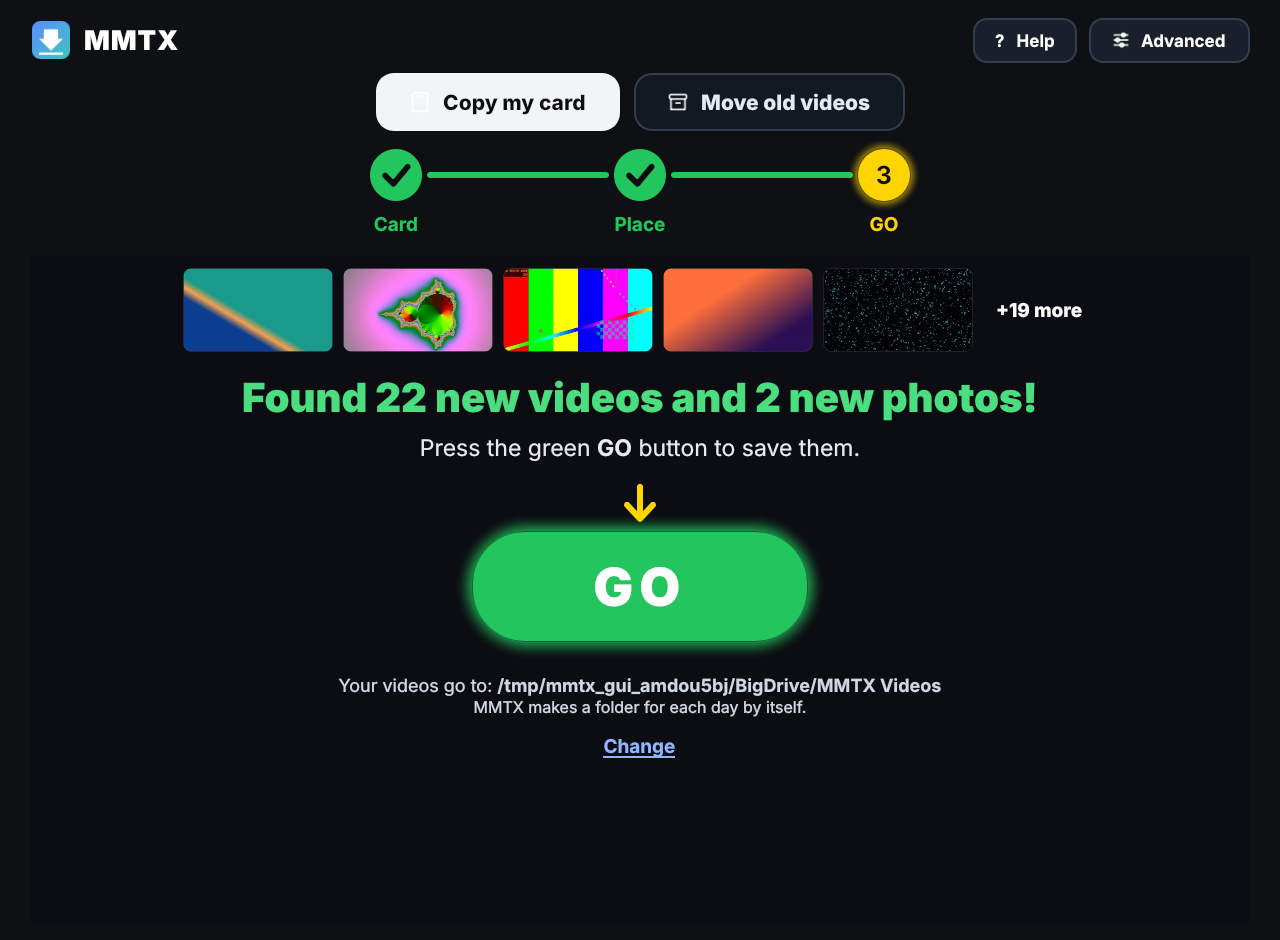 MMTX
? Help
Advanced
Copy my card
Move old videos
3
Card
Place
GO
+19 more
Found 22 new videos and 2 new photos!
Press the green GO button to save them.
GO
Your videos go to: /tmp/mmtx_gui_amdou5bj/BigDrive/MMTX Videos
MMTX makes a folder for each day by itself.
Change